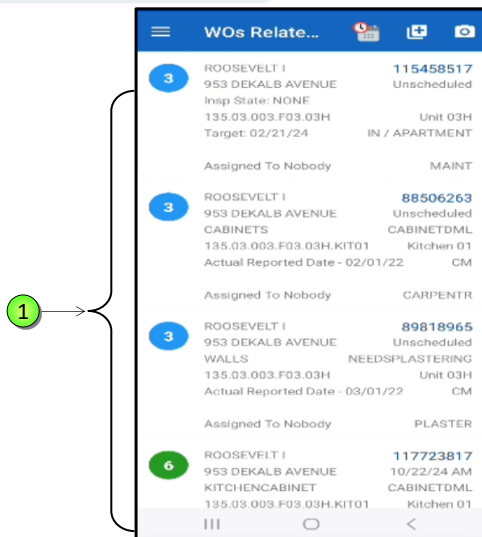 WOs Relate...
3 ROOSEVELT I 115458517
953 DEKALB AVENUE Unscheduled
Insp State: NONE
135.03.003.F03.03H Unit 03H
Target: 02/21/24 IN / APARTMENT
Assigned To Nobody MAINT
3 ROOSEVELT I 88506263
953 DEKALB AVENUE Unscheduled
CABINETS CABINETDML
135.03.003.F03.03H.KIT01 Kitchen 01
Actual Reported Date - 02/01/22 CM
Assigned To Nobody CARPENTR
3 ROOSEVELT I 89818965
953 DEKALB AVENUE Unscheduled
WALLS NEEDSPLASTERING
135.03.003.F03.03H Unit 03H
Actual Reported Date - 03/01/22 CM
Assigned To Nobody PLASTER
1
6 ROOSEVELT I 117723817
953 DEKALB AVENUE 10/22/24 AM
KITCHENCABINET CABINETDML
135.03.003.F03.03H.KIT01 Kitchen 01